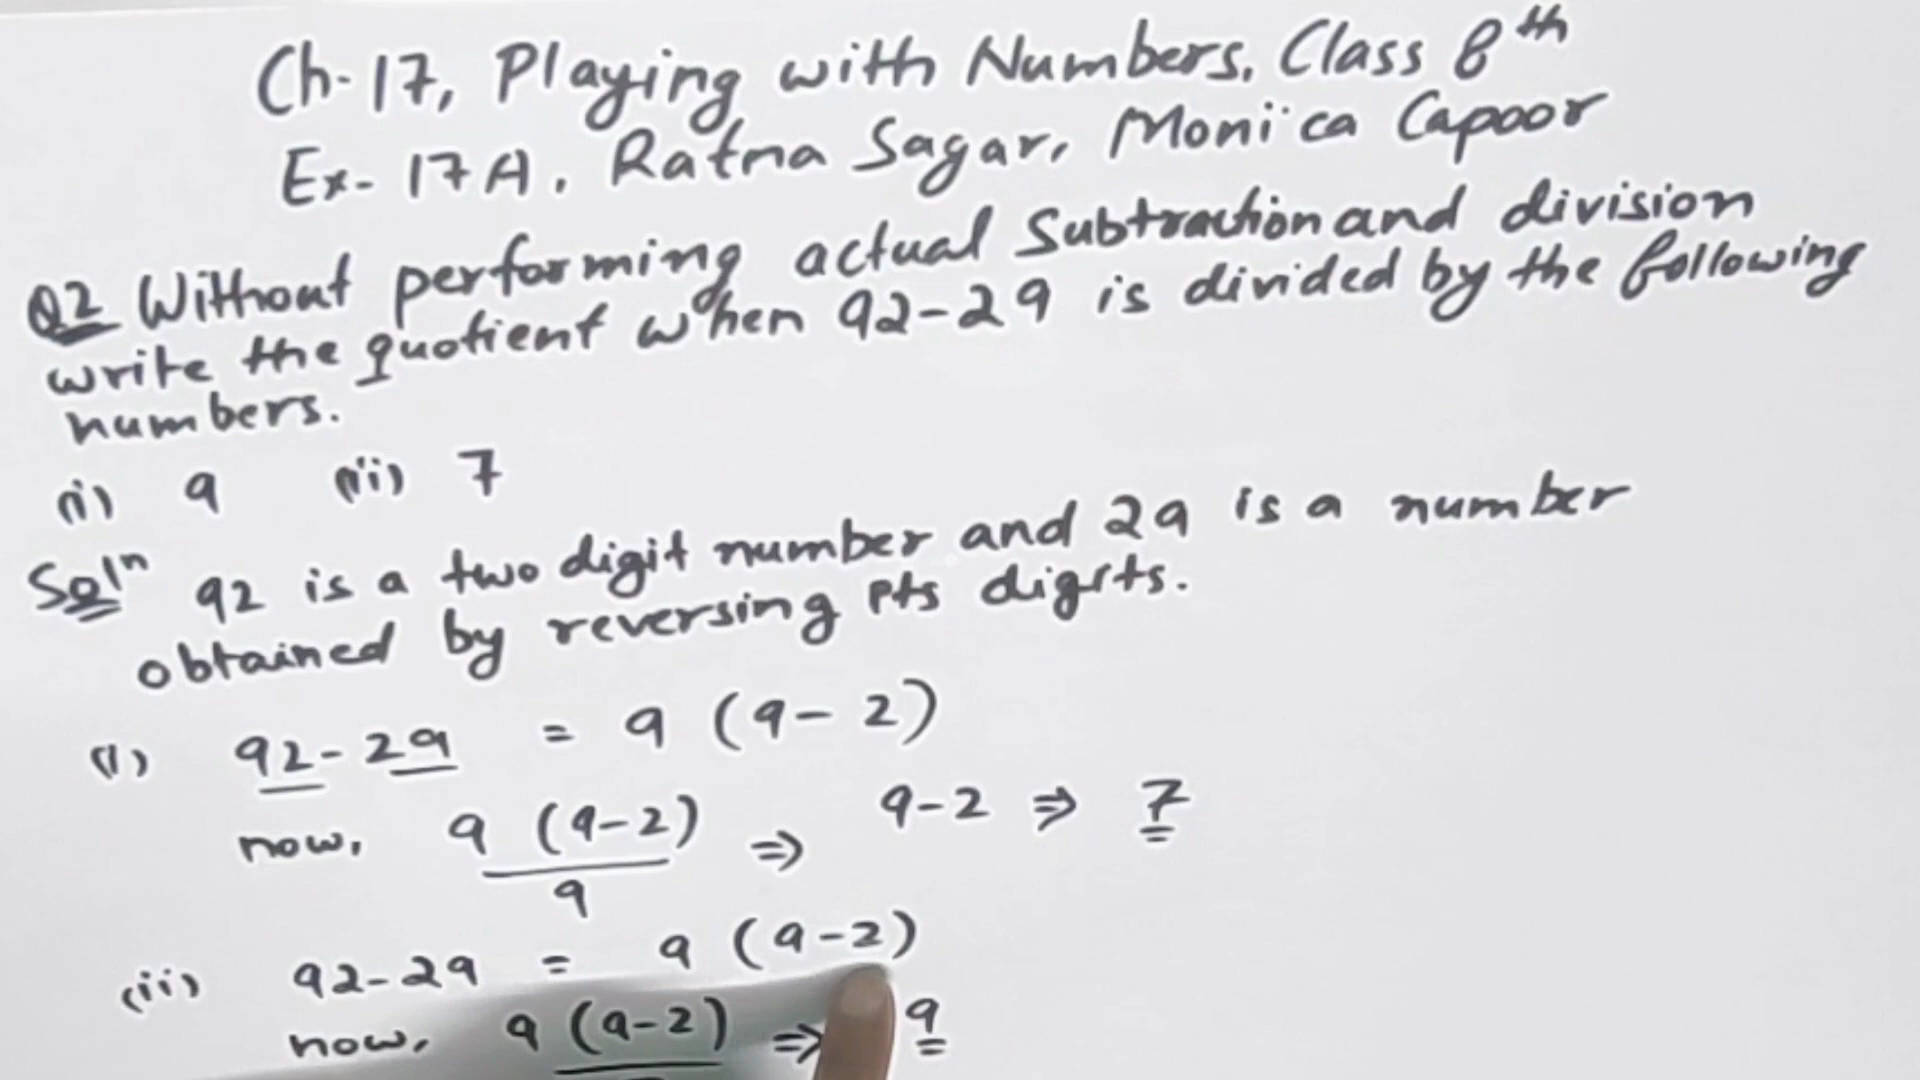 Ch-17, Playing with Numbers, Class 8th
Ex- 17A, Ratna Sagar, Monica Capoor
Q2 Without performing actual Subtraction and division
write the quotient when 92-29 is divided by the following
numbers.
(i) 9 (ii) 7
Soln 92 is a two digit number and 29 is a number
obtained by reversing its digits.
(i) 92-29 = 9 (9-2)
now, 9 (9-2) ⇒ 9-2 ⇒ 7
9
(ii) 92-29 = 9 (9-2)
now, 9 (9-2) ⇒ 9